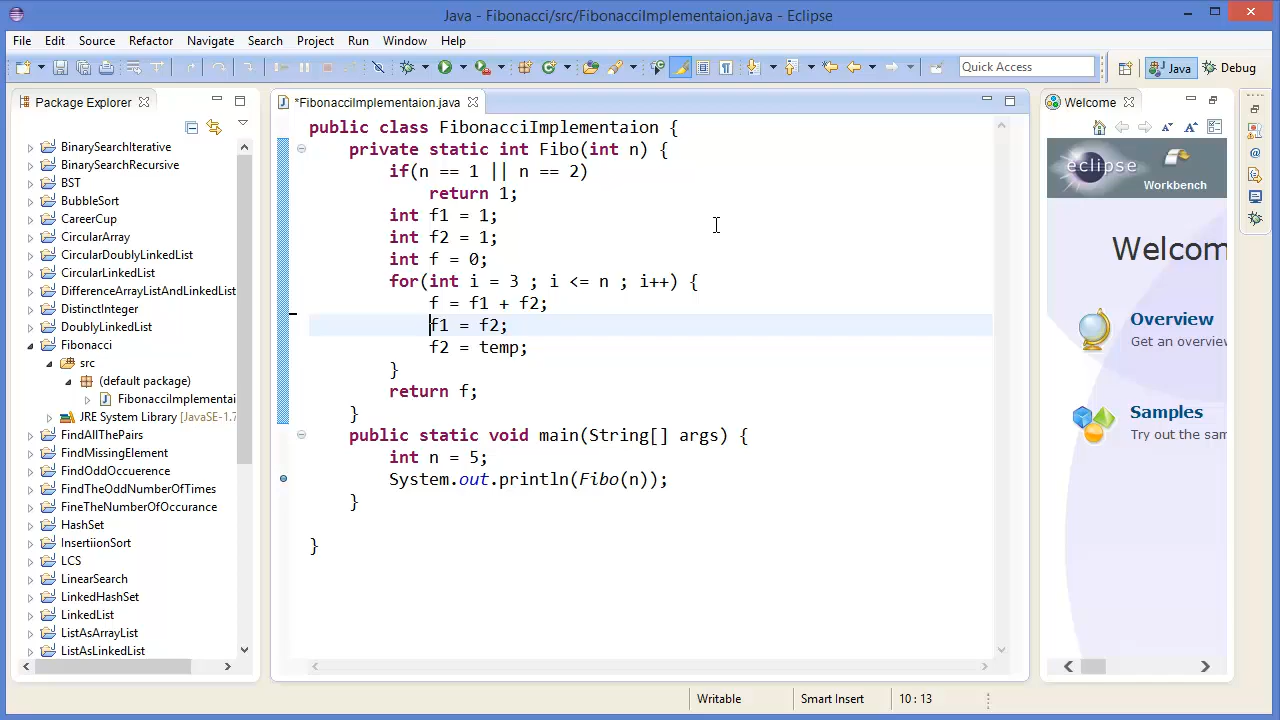 Java - Fibonacci/src/FibonacciImplementaion.java - Eclipse
File Edit Source Refactor Navigate Search Project Run Window Help
Quick Access
Java
Debug
Package Explorer
BinarySearchIterative
BinarySearchRecursive
BST
BubbleSort
CareerCup
CircularArray
CircularDoublyLinkedList
CircularLinkedList
DifferenceArrayListAndLinkedList
DistinctInteger
DoublyLinkedList
Fibonacci
src
(default package)
FibonacciImplementai
JRE System Library [JavaSE-1.7
FindAllThePairs
FindMissingElement
FindOddOccuerence
FindTheOddNumberOfTimes
FineTheNumberOfOccurance
HashSet
InsertiionSort
LCS
LinearSearch
LinkedHashSet
LinkedList
ListAsArrayList
ListAsLinkedList
*FibonacciImplementaion.java
public class FibonacciImplementaion {
private static int Fibo(int n) {
if(n == 1 || n == 2)
return 1;
int f1 = 1;
int f2 = 1;
int f = 0;
for(int i = 3 ; i <= n ; i++) {
f = f1 + f2;
f1 = f2;
f2 = temp;
}
return f;
}
public static void main(String[] args) {
int n = 5;
System.out.println(Fibo(n));
}
}
Welcome
eclipse
Workbench
Welcom
Overview
Get an overview
Samples
Try out the sam
Writable
Smart Insert
10 : 13